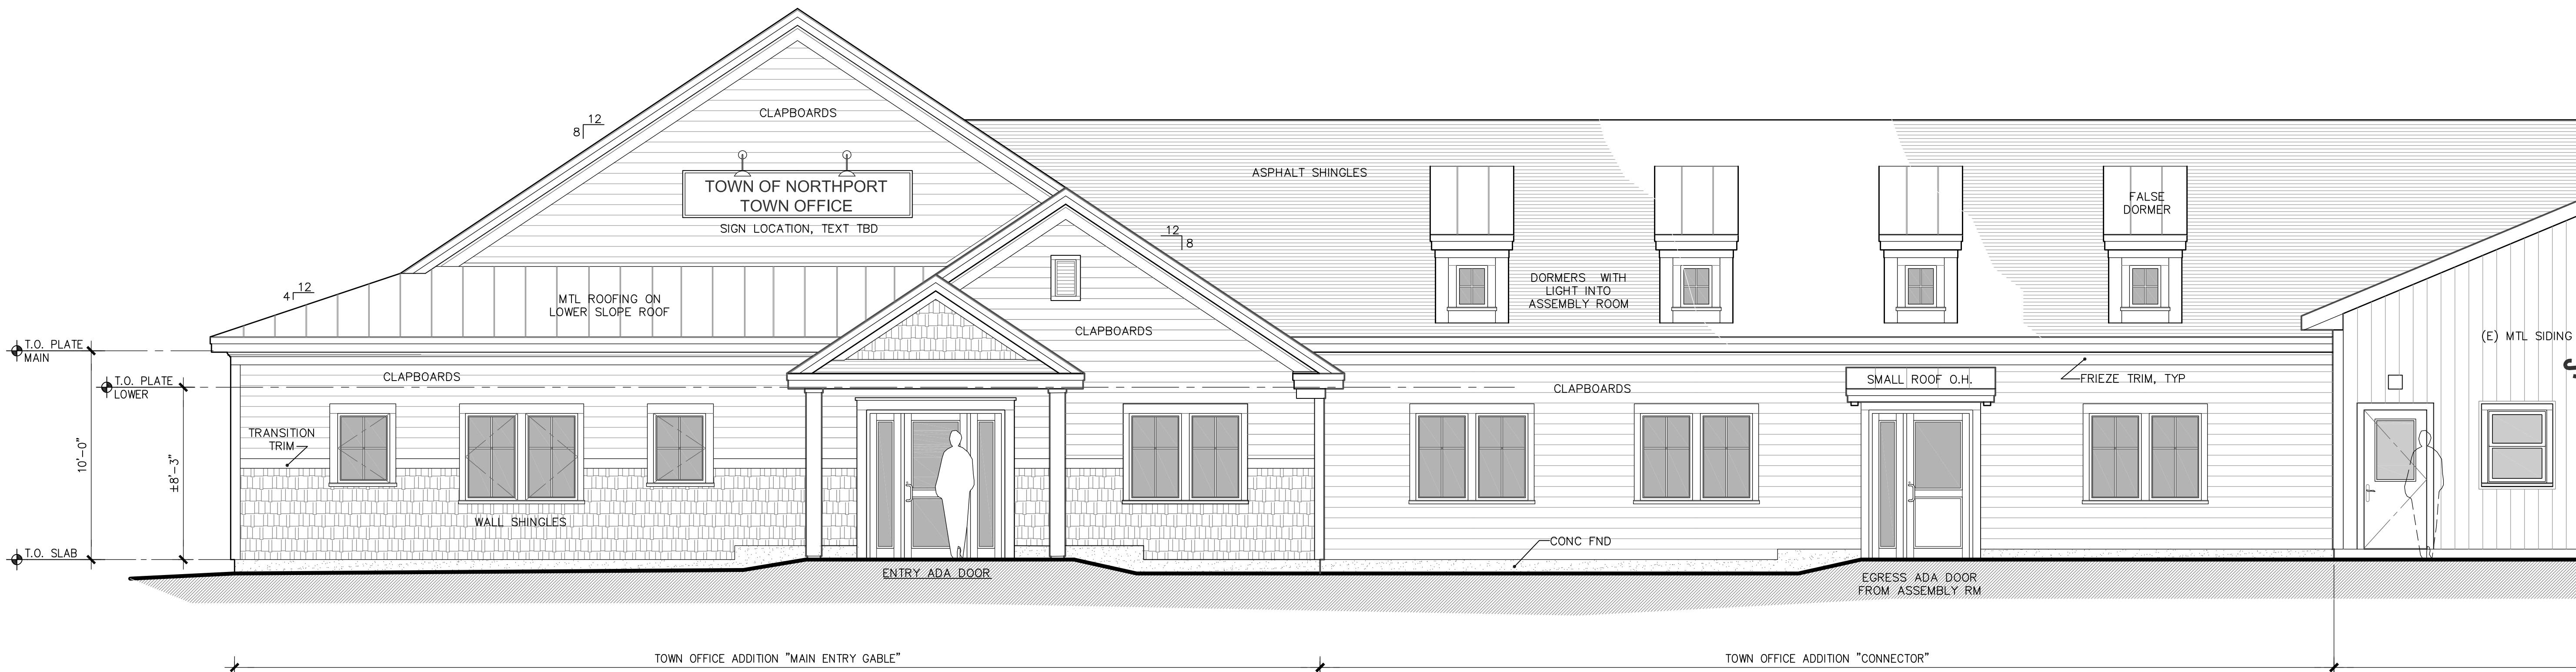 CLAPBOARDS
12
8
TOWN OF NORTHPORT
TOWN OFFICE
SIGN LOCATION, TEXT TBD
ASPHALT SHINGLES
FALSE
DORMER
12
8
12
4
MTL ROOFING ON
LOWER SLOPE ROOF
DORMERS WITH
LIGHT INTO
ASSEMBLY ROOM
CLAPBOARDS
(E) MTL SIDING
T.O. PLATE
MAIN
T.O. PLATE
LOWER
CLAPBOARDS
CLAPBOARDS
SMALL ROOF O.H.
FRIEZE TRIM, TYP
TRANSITION
TRIM
10'-0"
±8'-3"
WALL SHINGLES
T.O. SLAB
CONC FND
ENTRY ADA DOOR
EGRESS ADA DOOR
FROM ASSEMBLY RM
TOWN OFFICE ADDITION "MAIN ENTRY GABLE"
TOWN OFFICE ADDITION "CONNECTOR"